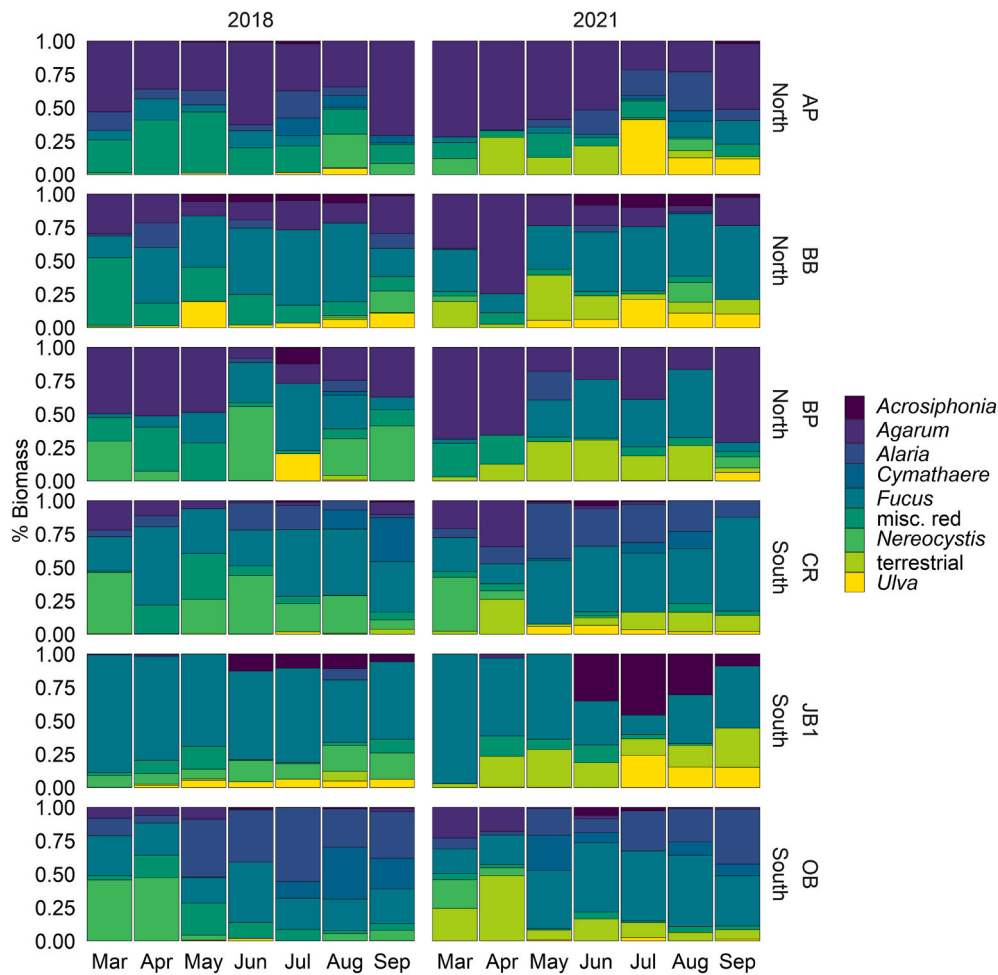 2018 2021
1.00
0.75
0.50
0.25
0.00
AP
North
1.00
0.75
0.50
0.25
0.00
BB
North
1.00
0.75
0.50
0.25
0.00
BP
North
% Biomass
1.00
0.75
0.50
0.25
0.00
CR
South
1.00
0.75
0.50
0.25
0.00
JB1
South
1.00
0.75
0.50
0.25
0.00
OB
South
Mar Apr May Jun Jul Aug Sep Mar Apr May Jun Jul Aug Sep
Acrosiphonia
Agarum
Alaria
Cymathaere
Fucus
misc. red
Nereocystis
terrestrial
Ulva